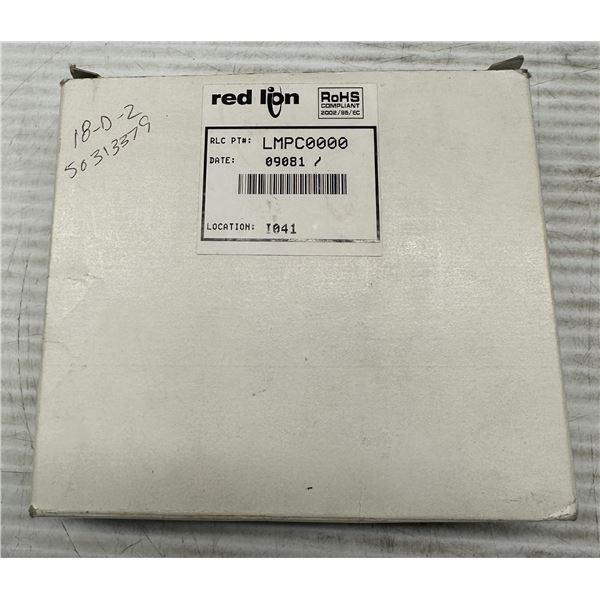 18-D-2
50313379
red lion
RoHS
COMPLIANT
2002/95/EC
RLC PT#: LMPC0000
DATE: 09081 /
LOCATION: I041